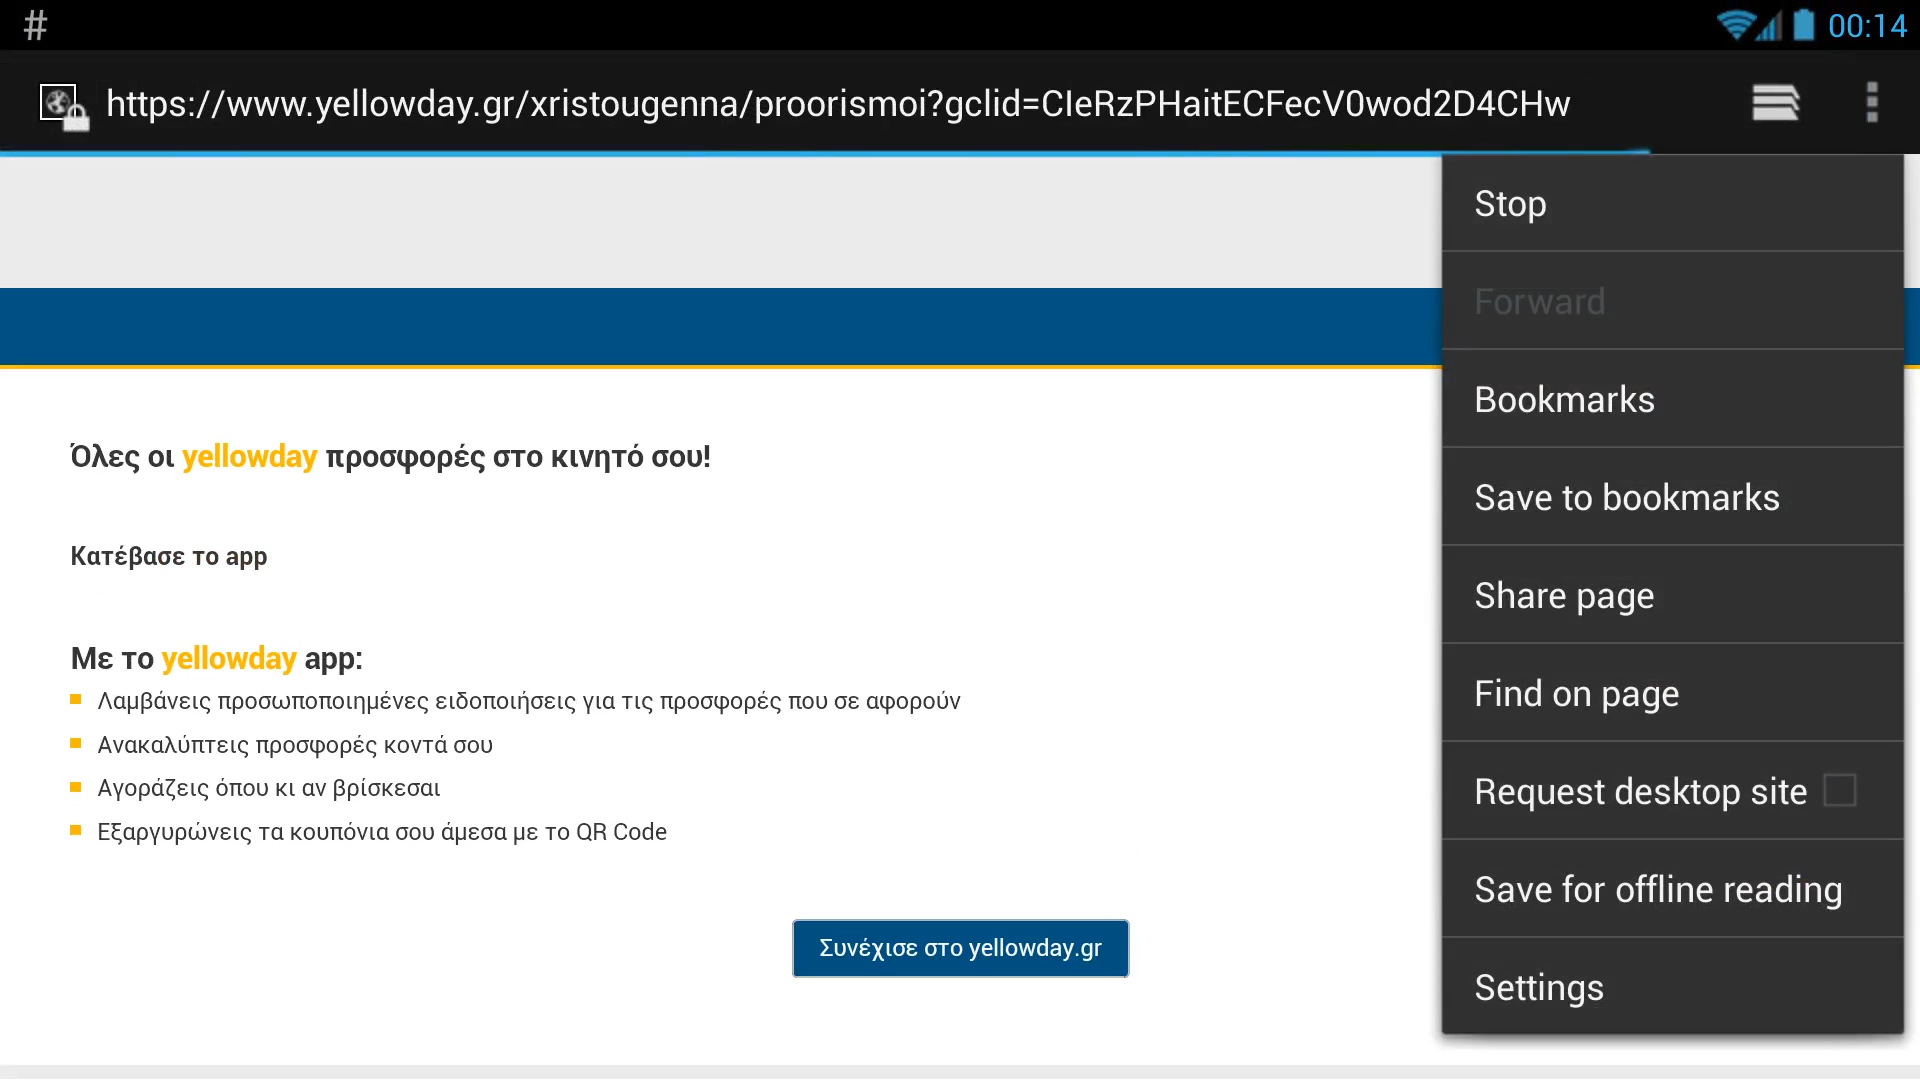 #
00:14
https://www.yellowday.gr/xristougenna/proorismoi?gclid=CIeRzPHaitECFecV0wod2D4CHw
Stop
Forward
Bookmarks
Save to bookmarks
Share page
Find on page
Request desktop site
Save for offline reading
Settings
Όλες οι yellowday προσφορές στο κινητό σου!
Κατέβασε το app
Με το yellowday app:
Λαμβάνεις προσωποποιημένες ειδοποιήσεις για τις προσφορές που σε αφορούν
Ανακαλύπτεις προσφορές κοντά σου
Αγοράζεις όπου κι αν βρίσκεσαι
Εξαργυρώνεις τα κουπόνια σου άμεσα με το QR Code
Συνέχισε στο yellowday.gr